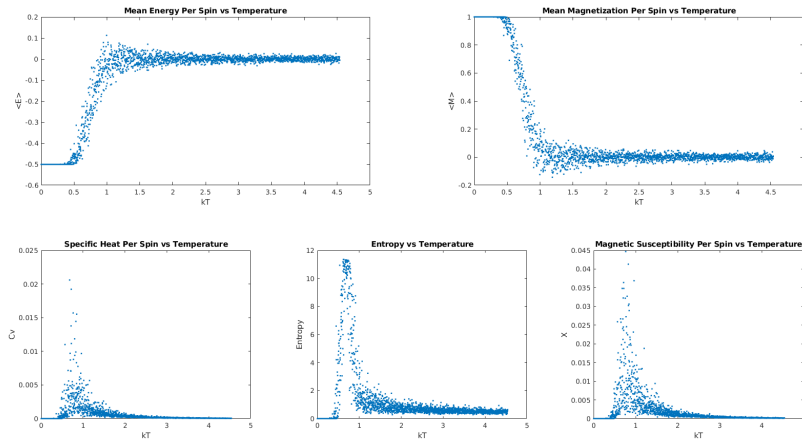 Mean Energy Per Spin vs Temperature
0.2
0.1
0
-0.1
-0.2
-0.3
-0.4
-0.5
-0.6
<E>
0 0.5 1 1.5 2 2.5 3 3.5 4 4.5 5
kT
Mean Magnetization Per Spin vs Temperature
1
0.8
0.6
0.4
0.2
0
-0.2
<M>
0 0.5 1 1.5 2 2.5 3 3.5 4 4.5
kT
Specific Heat Per Spin vs Temperature
0.025
0.02
0.015
0.01
0.005
0
Cv
0 1 2 3 4 5
kT
Entropy vs Temperature
12
10
8
6
4
2
0
Entropy
0 1 2 3 4 5
kT
Magnetic Susceptibility Per Spin vs Temperature
0.045
0.04
0.035
0.03
0.025
0.02
0.015
0.01
0.005
0
X
0 1 2 3 4
kT